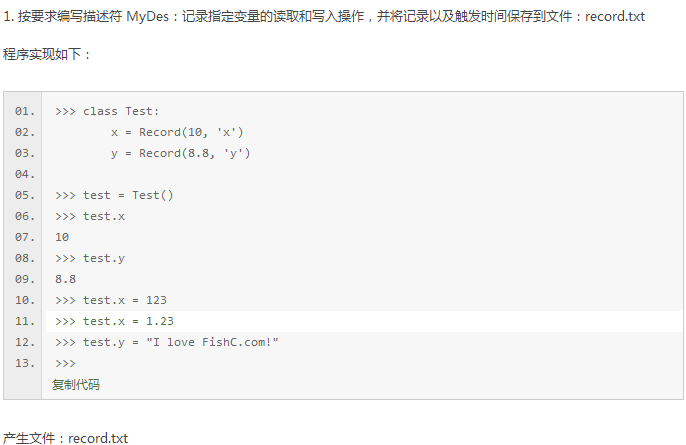 1. 按要求编写描述符 MyDes：记录指定变量的读取和写入操作，并将记录以及触发时间保存到文件：record.txt
程序实现如下：
01. >>> class Test:
02.         x = Record(10, 'x')
03.         y = Record(8.8, 'y')
04.
05. >>> test = Test()
06. >>> test.x
07. 10
08. >>> test.y
09. 8.8
10. >>> test.x = 123
11. >>> test.x = 1.23
12. >>> test.y = "I love FishC.com!"
13. >>>
复制代码
产生文件：record.txt